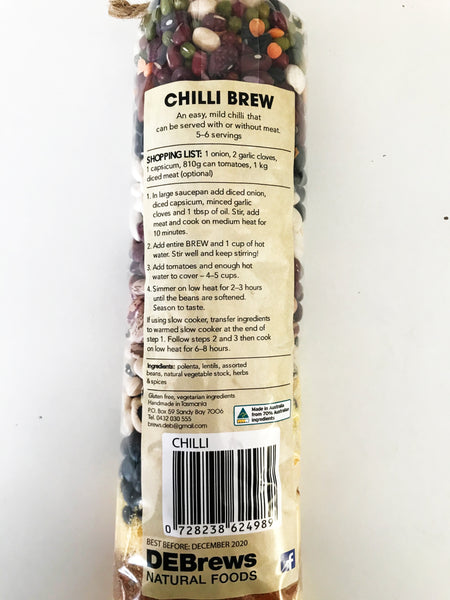 CHILLI BREW
An easy, mild chilli that
can be served with or without meat.
5-6 servings
SHOPPING LIST: 1 onion, 2 garlic cloves,
1 capsicum, 810g can tomatoes, 1 kg
diced meat (optional)
1. In large saucepan add diced onion,
diced capsicum, minced garlic
cloves and 1 tbsp of oil. Stir, add
meat and cook on medium heat for
10 minutes.
2. Add entire BREW and 1 cup of hot
water. Stir well and keep stirring!
3. Add tomatoes and enough hot
water to cover – 4–5 cups.
4. Simmer on low heat for 2–3 hours
until the beans are softened.
Season to taste.
If using slow cooker, transfer ingredients
to warmed slow cooker at the end of
step 1. Follow steps 2 and 3 then cook
on low heat for 6–8 hours.
Ingredients: polenta, lentils, assorted
beans, natural vegetable stock, herbs
& spices
Gluten free, vegetarian ingredients
Handmade in Tasmania
P.O. Box 59 Sandy Bay 7006
Tel. 0432 030 555
brews.deb@gmail.com
Made in Australia
from 70% Australian
ingredients
CHILLI
0 728238 624989
BEST BEFORE: DECEMBER 2020
DEBrews
NATURAL FOODS
f